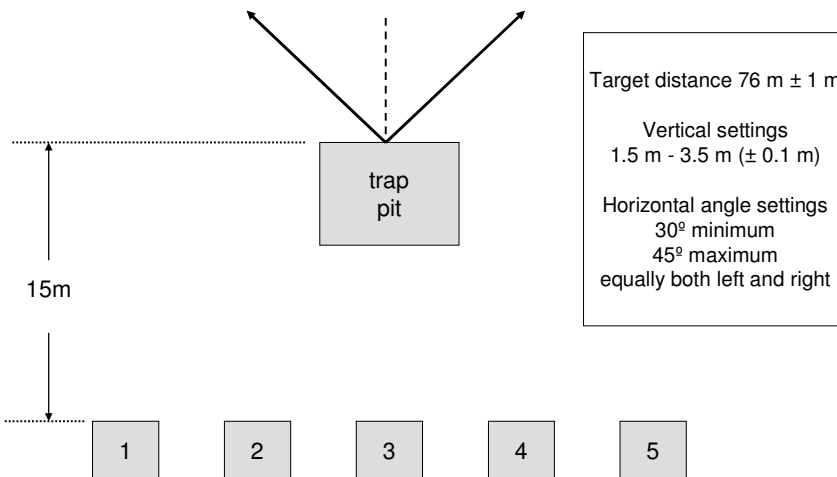 Target distance 76 m ± 1 m
Vertical settings
1.5 m - 3.5 m (± 0.1 m)
Horizontal angle settings
30º minimum
45º maximum
equally both left and right
trap
pit
15m
1
2
3
4
5